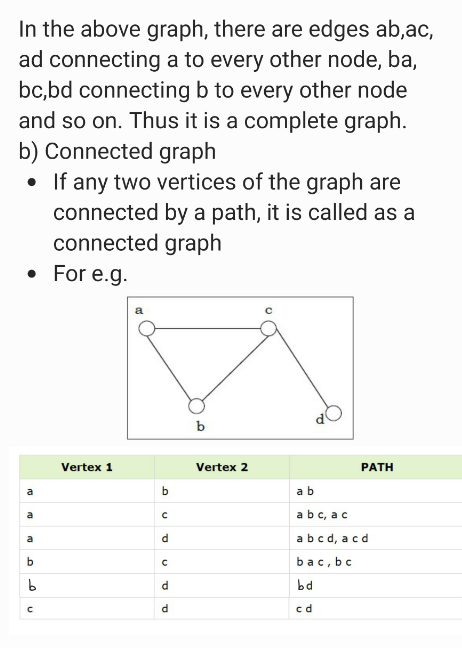 In the above graph, there are edges ab,ac,
ad connecting a to every other node, ba,
bc,bd connecting b to every other node
and so on. Thus it is a complete graph.
b) Connected graph
• If any two vertices of the graph are
connected by a path, it is called as a
connected graph
• For e.g.
a c
b d
Vertex 1 Vertex 2 PATH
a b a b
a c a b c, a c
a d a b c d, a c d
b c b a c , b c
b d b d
c d c d